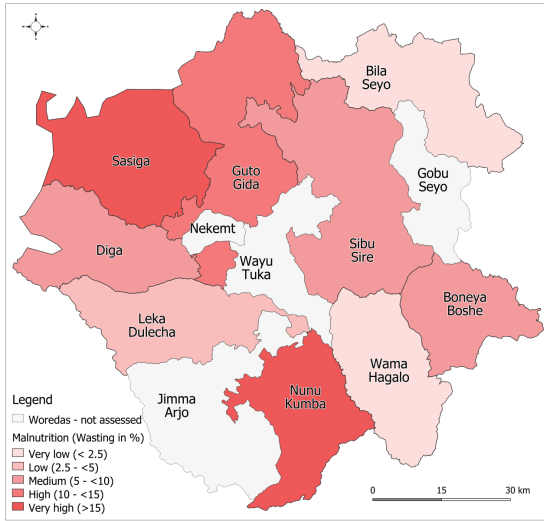 Bila
Seyo
Sasiga
Guto
Gida
Gobu
Seyo
Nekemt
Diga
Wayu
Tuka
Sibu
Sire
Boneya
Boshe
Leka
Dulecha
Wama
Hagalo
Jimma
Arjo
Nunu
Kumba
Legend
Woredas - not assessed
Malnutrition (Wasting in %)
Very low (< 2.5)
Low (2.5 - <5)
Medium (5 - <10)
High (10 - <15)
Very high (>15)
0 15 30 km